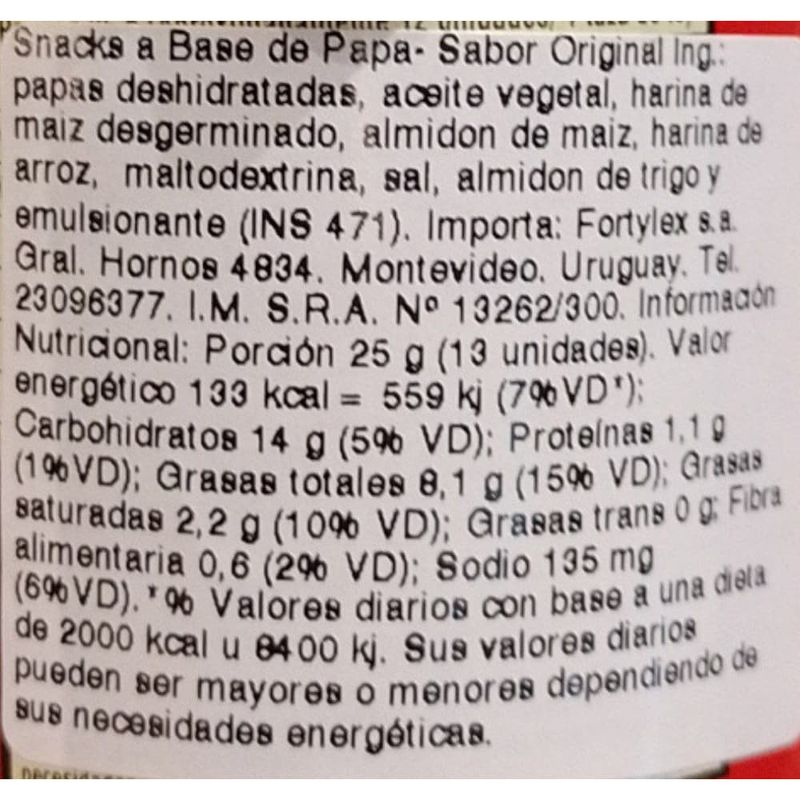 Snacks a Base de Papa- Sabor Original Ing.:
papas deshidratadas, aceite vegetal, harina de
maiz desgerminado, almidon de maiz, harina de
arroz, maltodextrina, sal, almidon de trigo y
emulsionante (INS 471). Importa: Fortylex s.a.
Gral. Hornos 4834. Montevideo. Uruguay. Tel.
23096377. I.M. S.R.A. Nº 13262/300. Información
Nutricional: Porción 25 g (13 unidades). Valor
energético 133 kcal = 559 kj (7% VD*);
Carbohidratos 14 g (5% VD); Proteínas 1,1 g
(1% VD); Grasas totales 8,1 g (15% VD); Grasas
saturadas 2,2 g (10% VD); Grasas trans 0 g; Fibra
alimentaria 0,6 (2% VD); Sodio 135 mg
(6% VD). *% Valores diarios con base a una dieta
de 2000 kcal u 8400 kj. Sus valores diarios
pueden ser mayores o menores dependiendo de
sus necesidades energéticas.